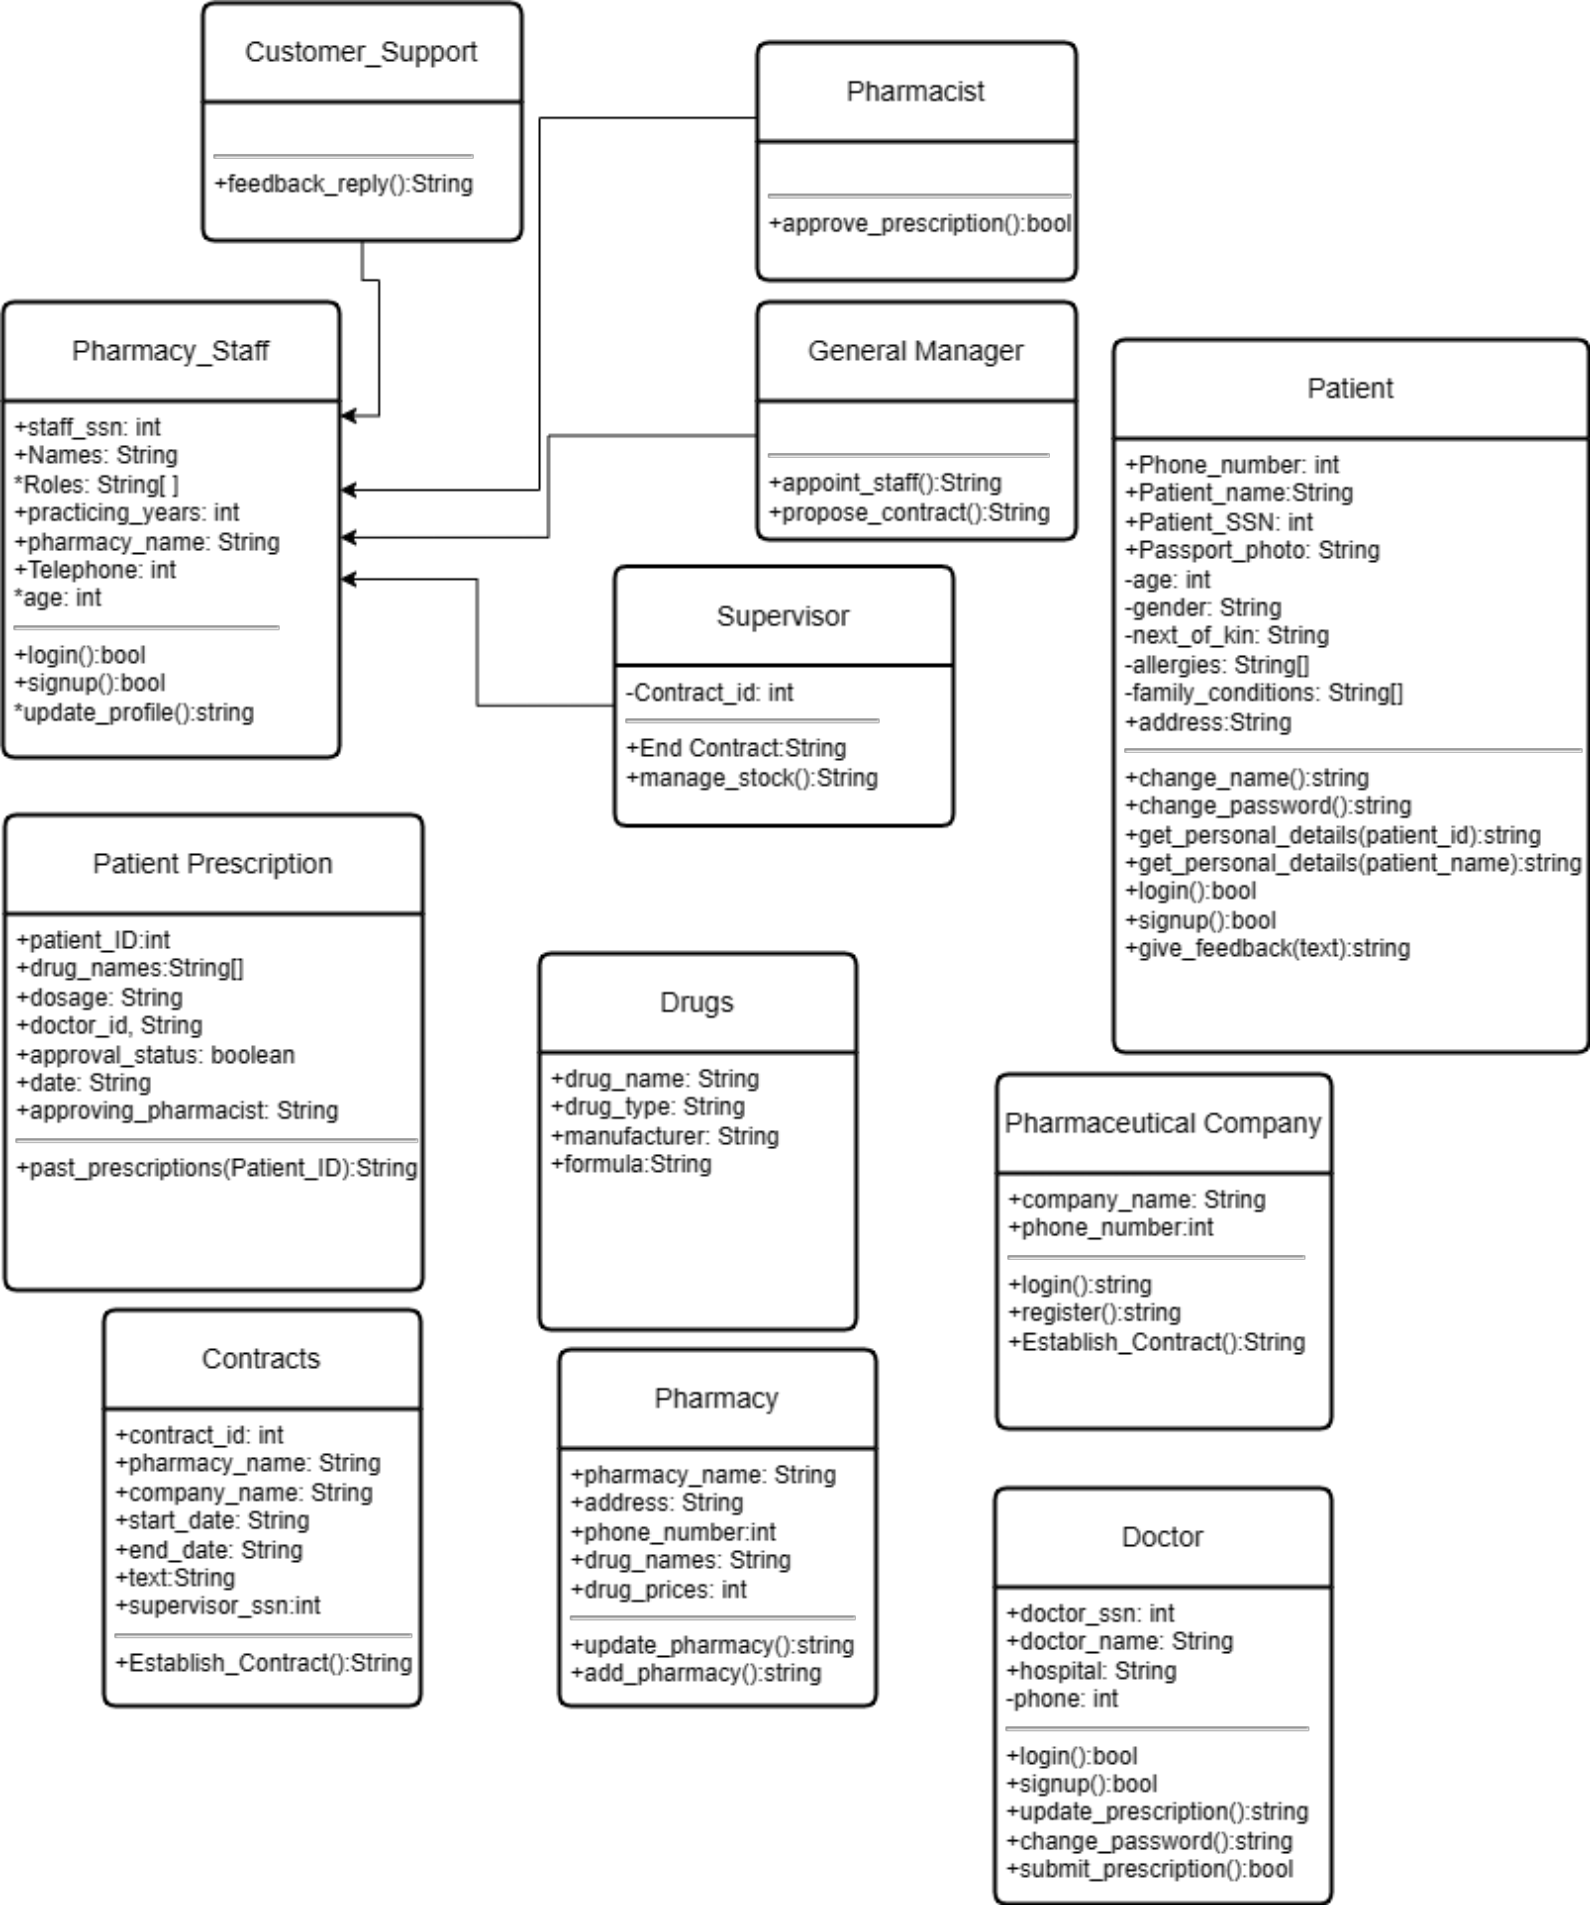 Customer_Support
+feedback_reply():String
Pharmacist
+approve_prescription():bool
Pharmacy_Staff
+staff_ssn: int
+Names: String
*Roles: String[ ]
+practicing_years: int
+pharmacy_name: String
+Telephone: int
*age: int
+login():bool
+signup():bool
*update_profile():string
General Manager
+appoint_staff():String
+propose_contract():String
Patient
+Phone_number: int
+Patient_name:String
+Patient_SSN: int
+Passport_photo: String
-age: int
-gender: String
-next_of_kin: String
-allergies: String[]
-family_conditions: String[]
+address:String
+change_name():string
+change_password():string
+get_personal_details(patient_id):string
+get_personal_details(patient_name):string
+login():bool
+signup():bool
+give_feedback(text):string
Supervisor
-Contract_id: int
+End Contract:String
+manage_stock():String
Patient Prescription
+patient_ID:int
+drug_names:String[]
+dosage: String
+doctor_id, String
+approval_status: boolean
+date: String
+approving_pharmacist: String
+past_prescriptions(Patient_ID):String
Drugs
+drug_name: String
+drug_type: String
+manufacturer: String
+formula:String
Pharmaceutical Company
+company_name: String
+phone_number:int
+login():string
+register():string
+Establish_Contract():String
Contracts
+contract_id: int
+pharmacy_name: String
+company_name: String
+start_date: String
+end_date: String
+text:String
+supervisor_ssn:int
+Establish_Contract():String
Pharmacy
+pharmacy_name: String
+address: String
+phone_number:int
+drug_names: String
+drug_prices: int
+update_pharmacy():string
+add_pharmacy():string
Doctor
+doctor_ssn: int
+doctor_name: String
+hospital: String
-phone: int
+login():bool
+signup():bool
+update_prescription():string
+change_password():string
+submit_prescription():bool